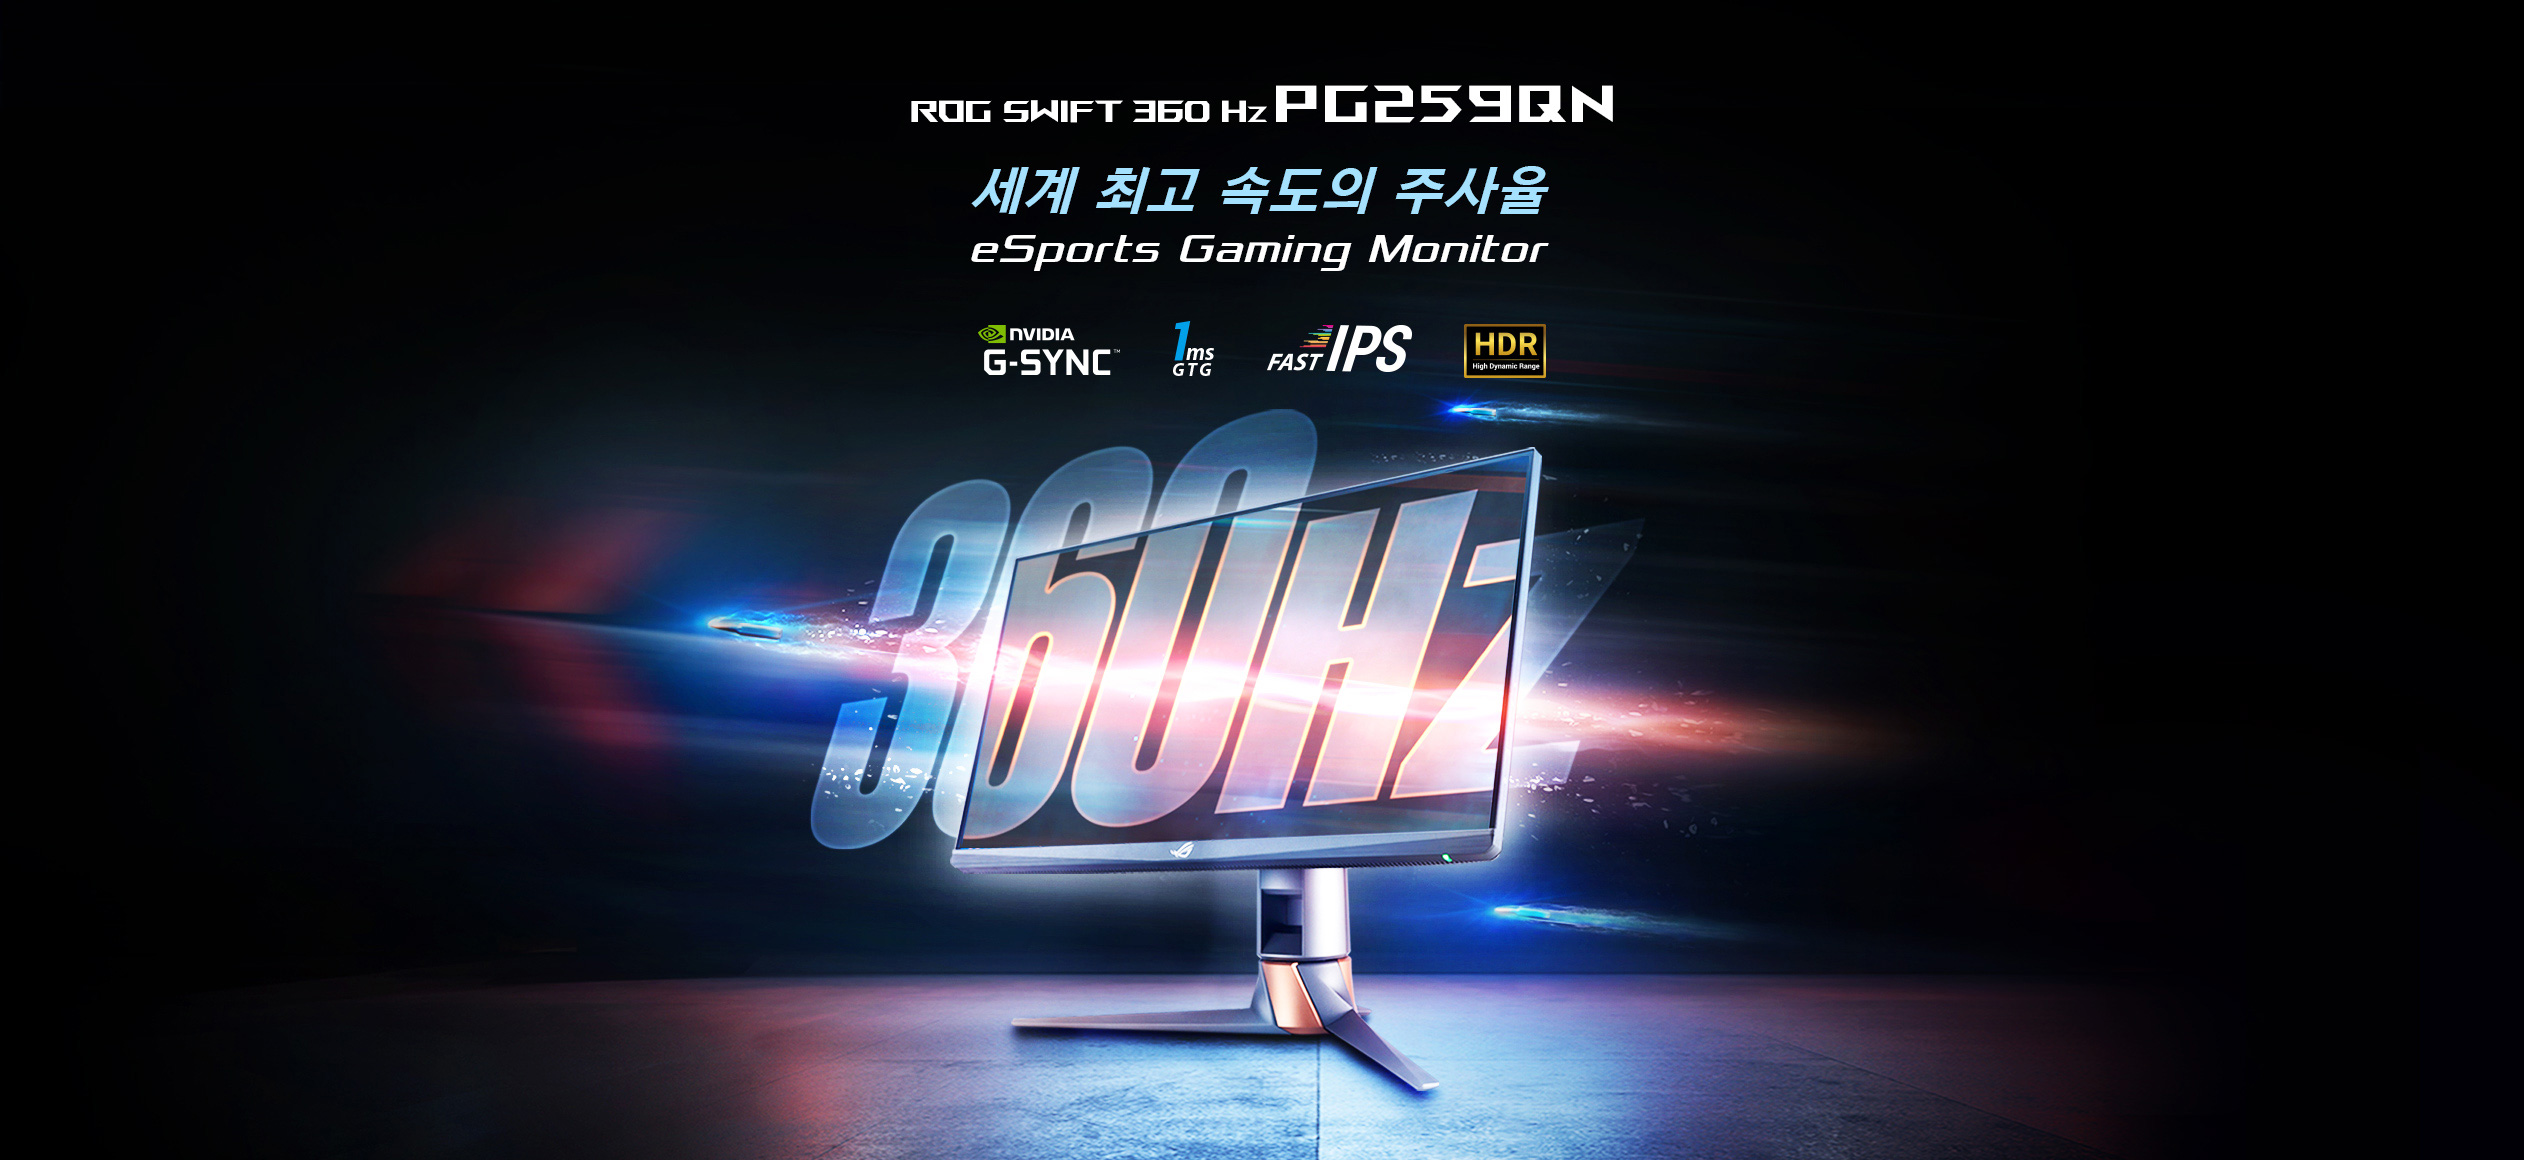 ROG SWIFT 360 Hz PG259QN
세계 최고 속도의 주사율
eSports Gaming Monitor
NVIDIA
G-SYNC™
1ms
GTG
FAST IPS
HDR
High Dynamic Range
360Hz